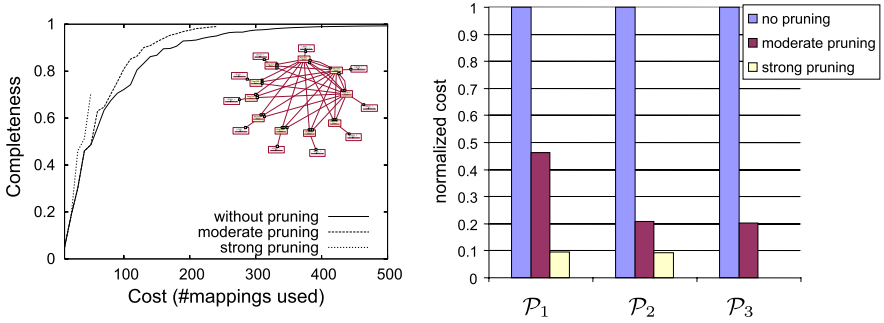 Completeness
1
0.8
0.6
0.4
0.2
0
without pruning
moderate pruning
strong pruning
100 200 300 400 500
Cost (#mappings used)
normalized cost
1
0.9
0.8
0.7
0.6
0.5
0.4
0.3
0.2
0.1
0
no pruning
moderate pruning
strong pruning
P1 P2 P3